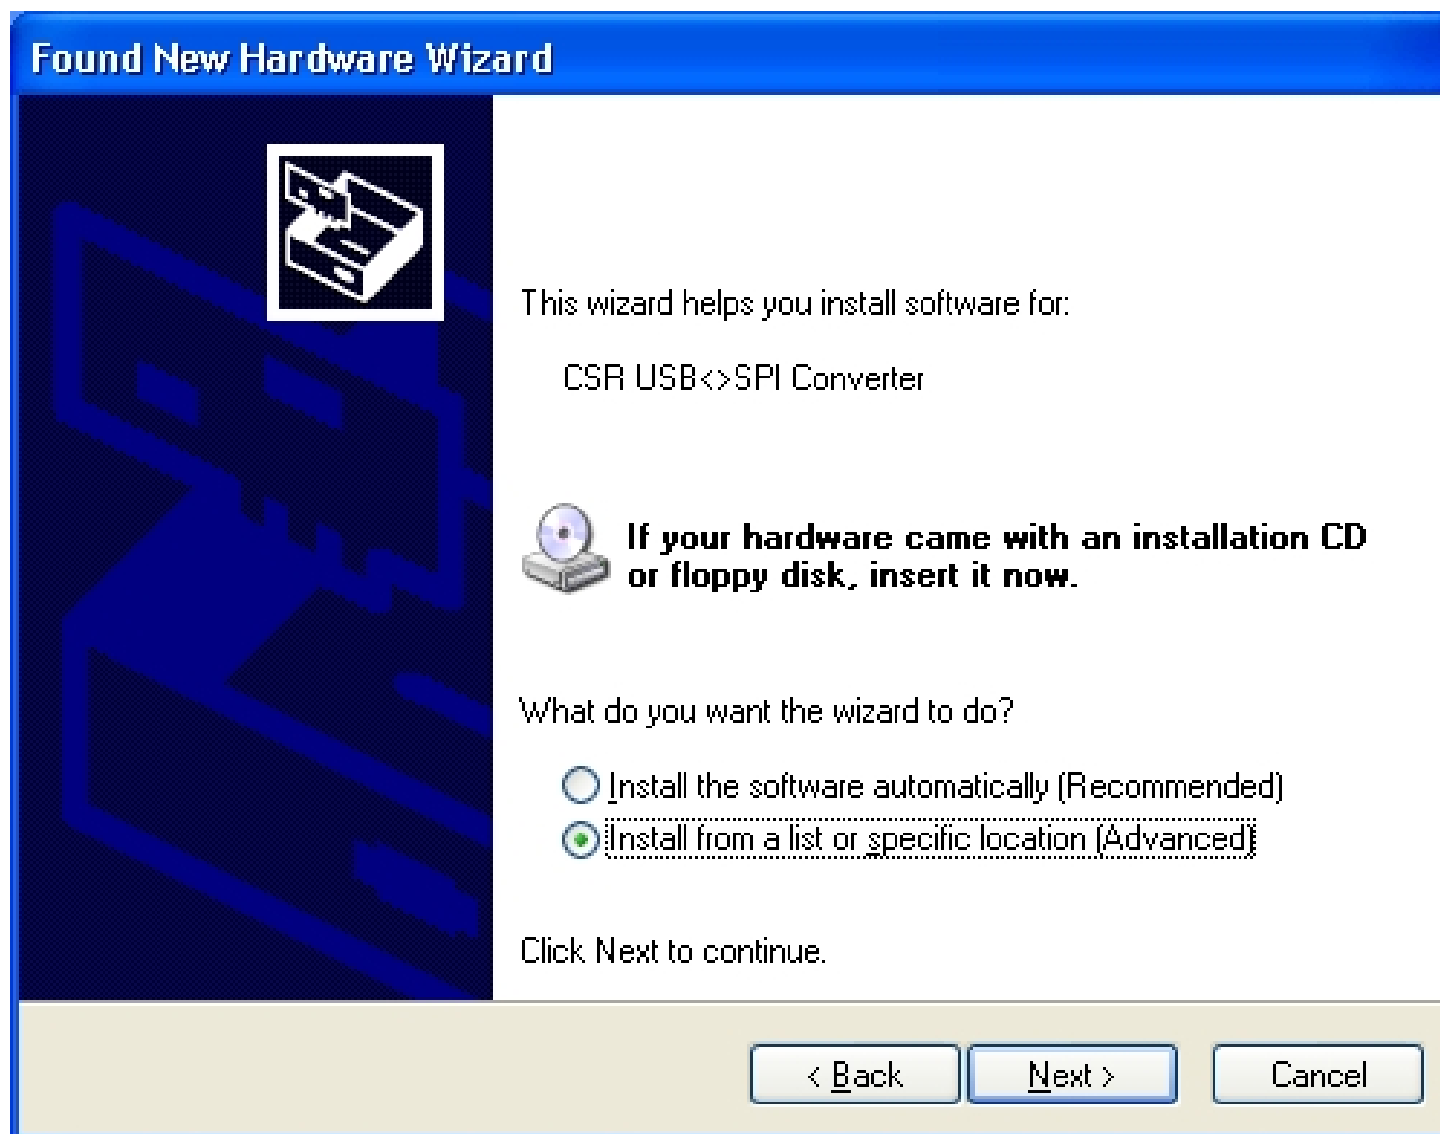 Found New Hardware Wizard
This wizard helps you install software for:
CSR USB<>SPI Converter
If your hardware came with an installation CD
or floppy disk, insert it now.
What do you want the wizard to do?
Install the software automatically (Recommended)
Install from a list or specific location (Advanced)
Click Next to continue.
< Back Next > Cancel